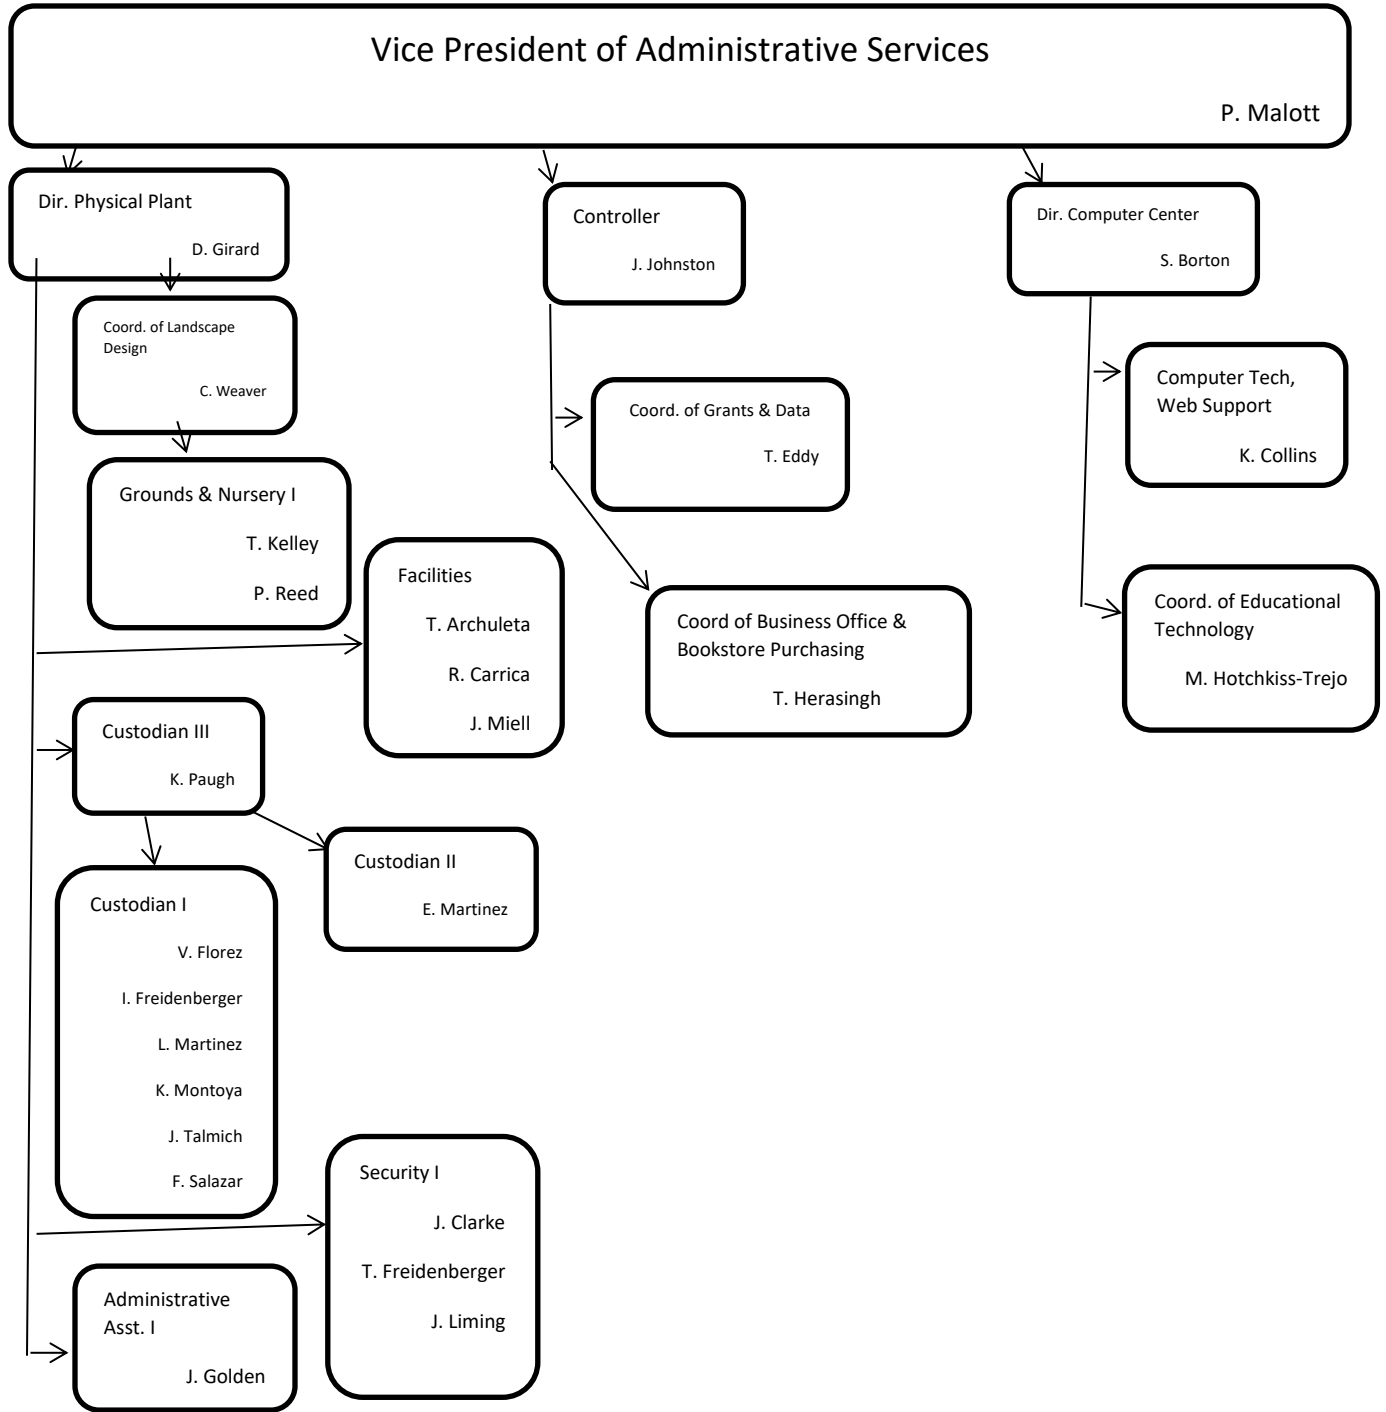 Vice President of Administrative Services
P. Malott
Dir. Physical Plant
D. Girard
Controller
J. Johnston
Dir. Computer Center
S. Borton
Coord. of Landscape
Design
C. Weaver
Grounds & Nursery I
T. Kelley
P. Reed
Facilities
T. Archuleta
R. Carrica
J. Miell
Custodian III
K. Paugh
Custodian II
E. Martinez
Custodian I
V. Florez
I. Freidenberger
L. Martinez
K. Montoya
J. Talmich
F. Salazar
Security I
J. Clarke
T. Freidenberger
J. Liming
Administrative
Asst. I
J. Golden
Coord. of Grants & Data
T. Eddy
Coord of Business Office &
Bookstore Purchasing
T. Herasingh
Computer Tech,
Web Support
K. Collins
Coord. of Educational
Technology
M. Hotchkiss-Trejo